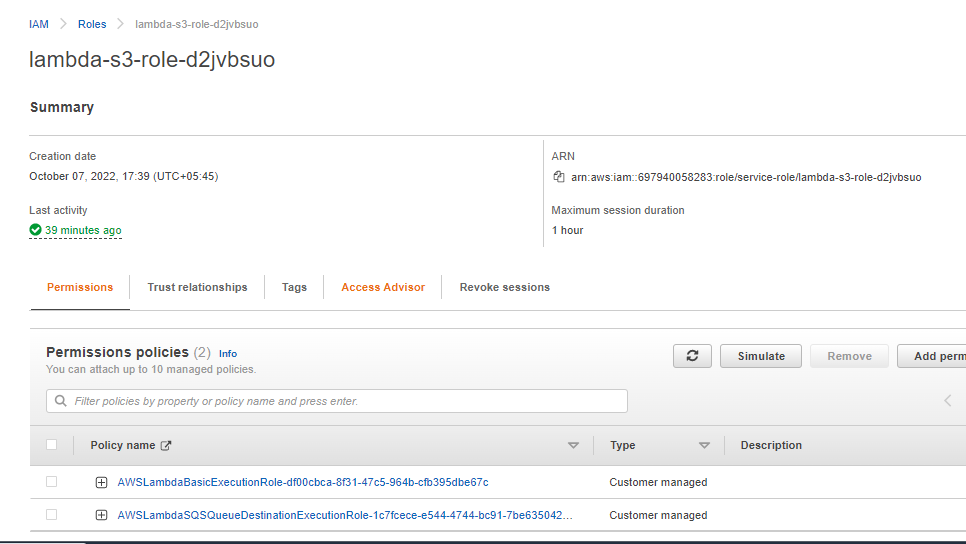 IAM > Roles > lambda-s3-role-d2jvbsuo
lambda-s3-role-d2jvbsuo
Summary
Creation date
October 07, 2022, 17:39 (UTC+05:45)
Last activity
39 minutes ago
ARN
arn:aws:iam::697940058283:role/service-role/lambda-s3-role-d2jvbsuo
Maximum session duration
1 hour
Permissions Trust relationships Tags Access Advisor Revoke sessions
Permissions policies (2) Info
You can attach up to 10 managed policies.
Simulate Remove Add perm
Filter policies by property or policy name and press enter.
Policy name Type Description
AWSLambdaBasicExecutionRole-df00cbca-8f31-47c5-964b-cfb395dbe67c Customer managed
AWSLambdaSQSQueueDestinationExecutionRole-1c7fcece-e544-4744-bc91-7be635042... Customer managed